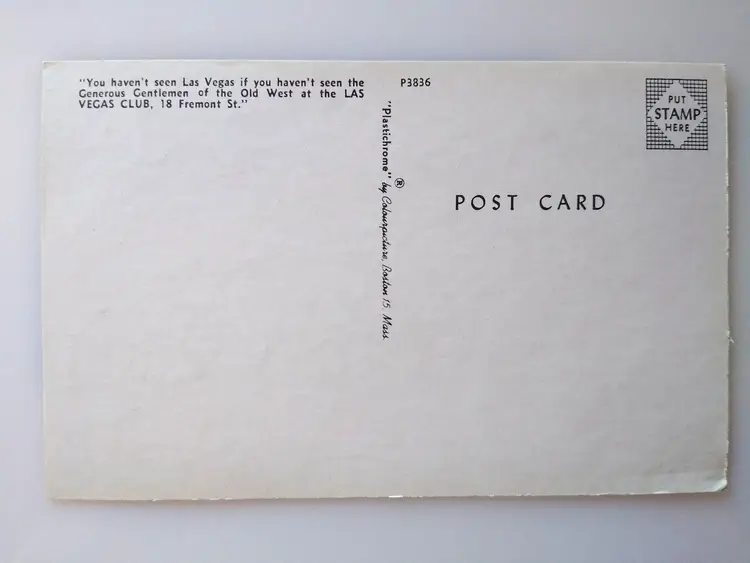 "You haven't seen Las Vegas if you haven't seen the
Generous Gentlemen of the Old West at the LAS
VEGAS CLUB, 18 Fremont St."
P3836
"Plastichrome" ® by Colourpicture, Boston 15, Mass.
PUT
STAMP
HERE
POST CARD